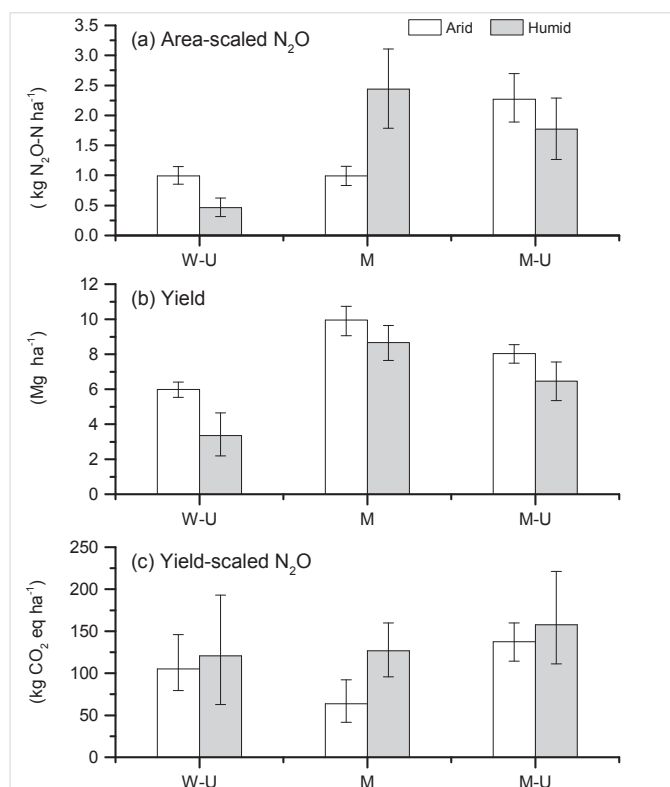 (a) Area-scaled N₂O
Arid
Humid
( kg N₂O-N ha⁻¹)
3.5
3.0
2.5
2.0
1.5
1.0
0.5
0.0
W-U M M-U
(b) Yield
(Mg ha⁻¹)
12
10
8
6
4
2
0
W-U M M-U
(c) Yield-scaled N₂O
(kg CO₂ eq ha⁻¹)
250
200
150
100
50
0
W-U M M-U